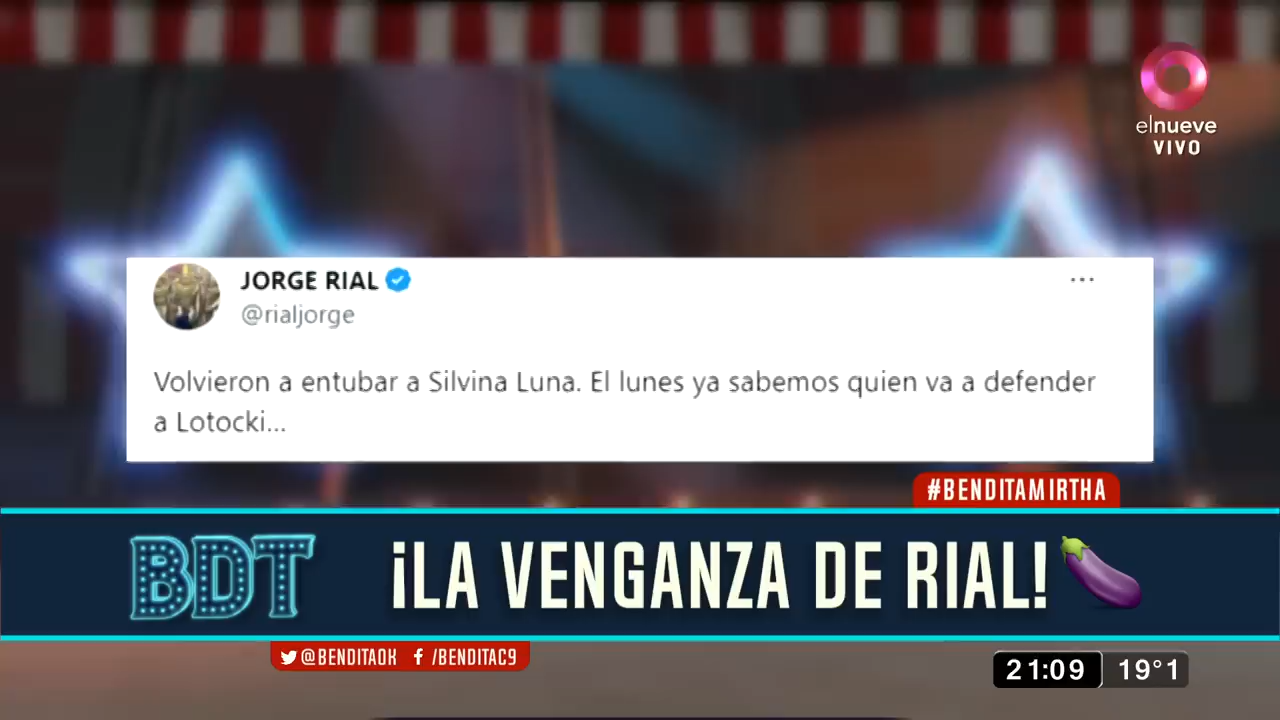 elnueve
VIVO
JORGE RIAL
@rialjorge
Volvieron a entubar a Silvina Luna. El lunes ya sabemos quien va a defender
a Lotocki...
#BENDITAMIRTHA
BDT
¡LA VENGANZA DE RIAL!
@BENDITAOK
/BENDITAC9
21:09
19°1